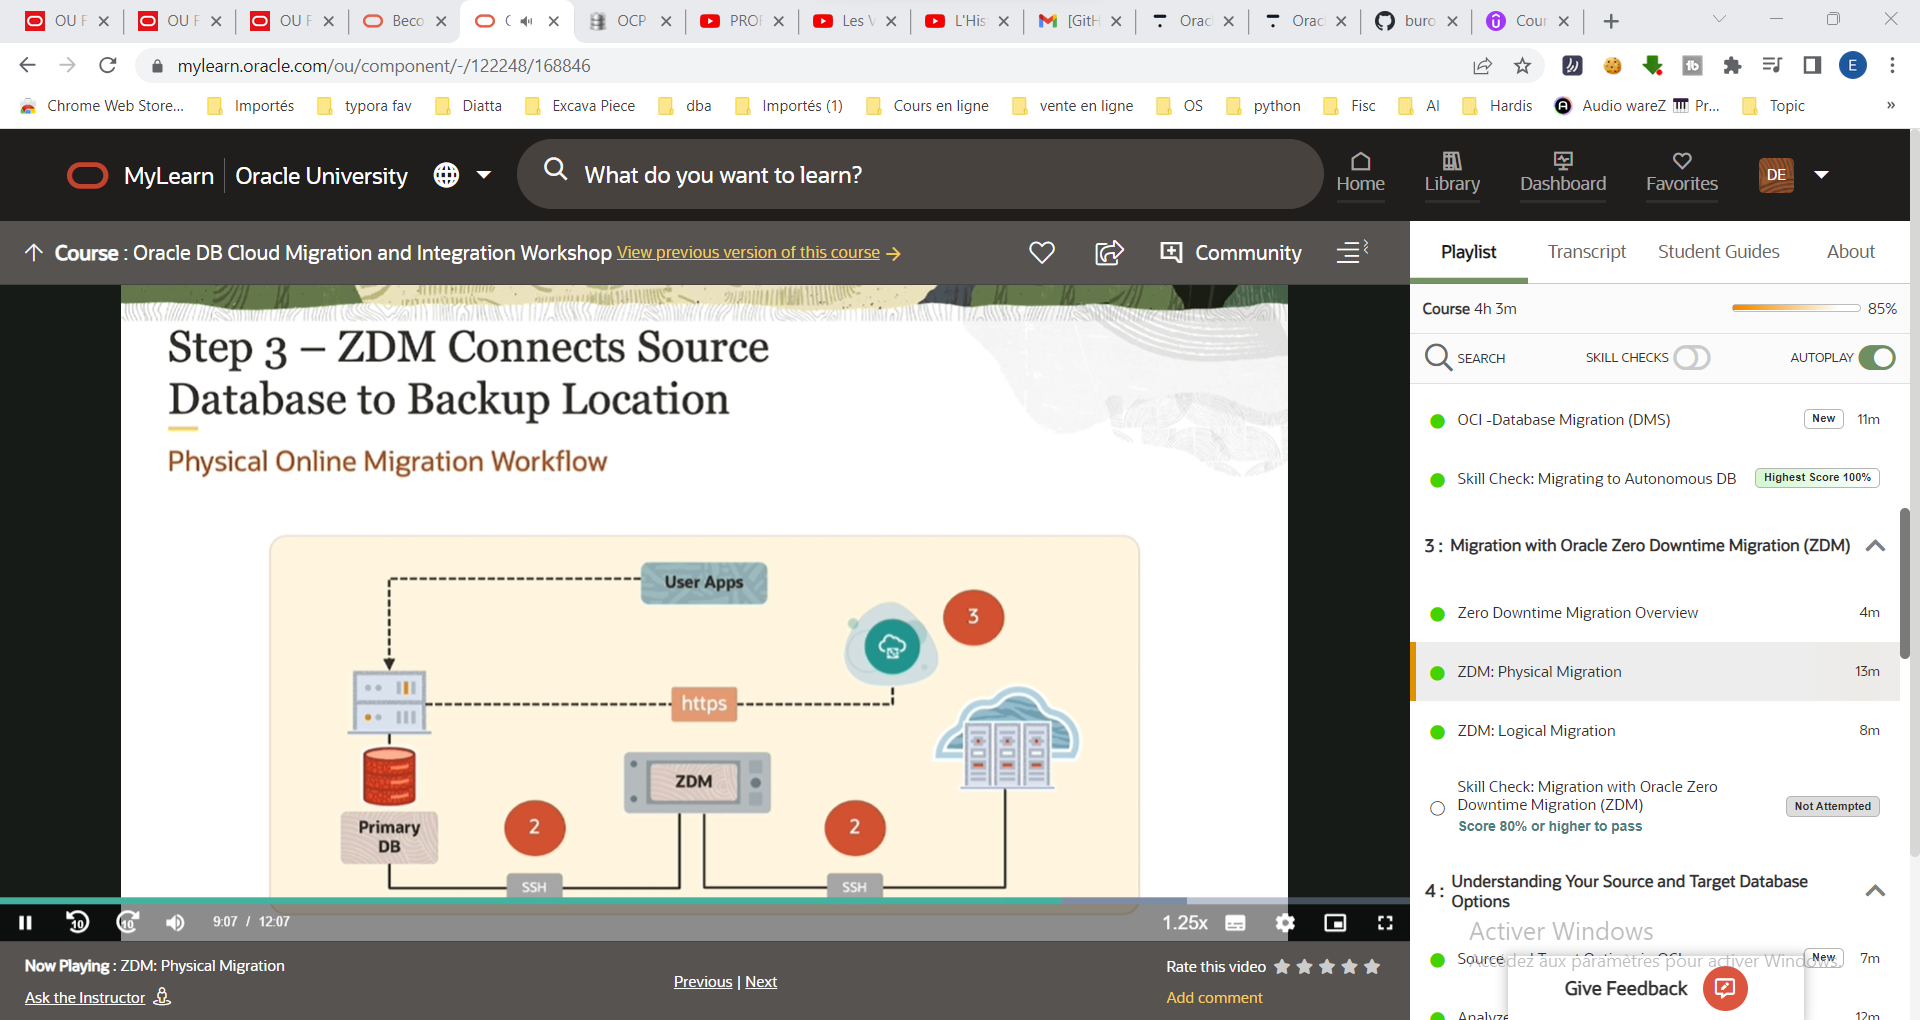 OU F
OU F
OU F
Beco
OCP
PROF
Les V
L'His
[GitH
Orac
Orac
buro
Cour
mylearn.oracle.com/ou/component/-/122248/168846
E
Chrome Web Store...
Importés
typora fav
Diatta
Excava Piece
dba
Importés (1)
Cours en ligne
vente en ligne
OS
python
Fisc
AI
Hardis
Audio wareZ
Pr...
Topic
»
MyLearn
Oracle University
What do you want to learn?
Home
Library
Dashboard
Favorites
DE
Course : Oracle DB Cloud Migration and Integration Workshop View previous version of this course →
Community
Playlist
Transcript
Student Guides
About
Course 4h 3m
85%
SEARCH
SKILL CHECKS
AUTOPLAY
Step 3 – ZDM Connects Source
Database to Backup Location
Physical Online Migration Workflow
User Apps
3
https
ZDM
Primary
DB
2
2
SSH
SSH
OCI -Database Migration (DMS)
New
11m
Skill Check: Migrating to Autonomous DB
Highest Score 100%
3 : Migration with Oracle Zero Downtime Migration (ZDM)
Zero Downtime Migration Overview
4m
ZDM: Physical Migration
13m
ZDM: Logical Migration
8m
Skill Check: Migration with Oracle Zero
Downtime Migration (ZDM)
Score 80% or higher to pass
Not Attempted
4 : Understanding Your Source and Target Database
Options
Activer Windows
Accédez aux paramètres pour activer Windows.
New
7m
12m
10
10
9:07 / 12:07
1.25x
Now Playing : ZDM: Physical Migration
Ask the Instructor
Previous | Next
Rate this video
Add comment
Give Feedback